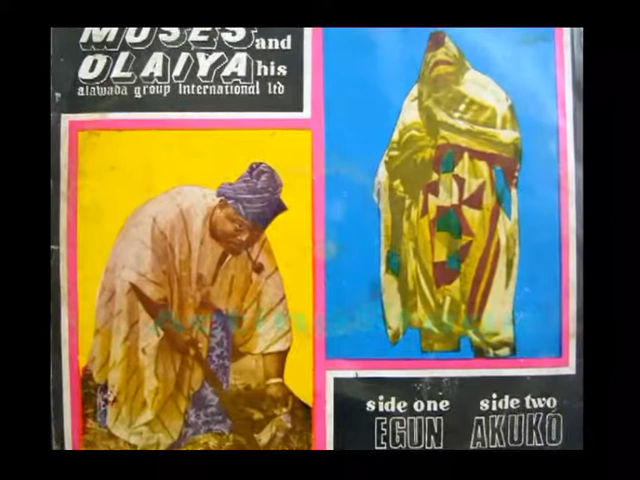 MOSES and
OLAIYA his
alawada group International ltd
side one side two
EGUN AKUKO